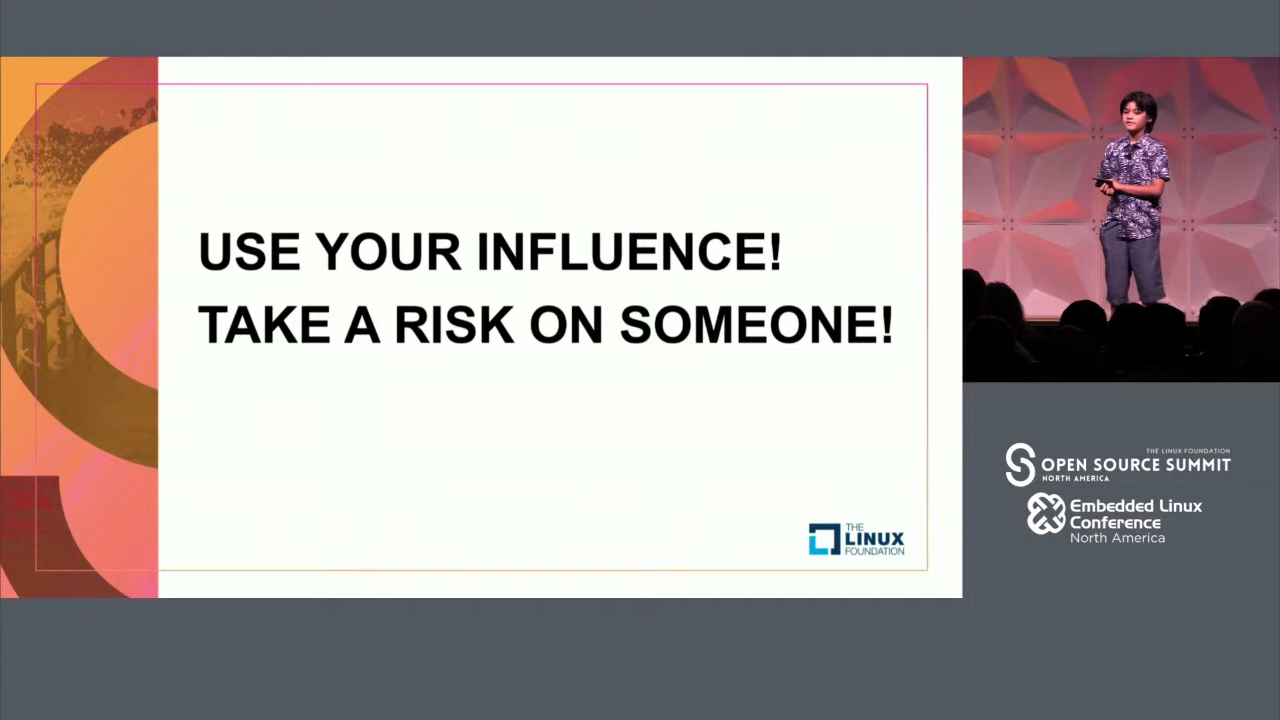 USE YOUR INFLUENCE!
TAKE A RISK ON SOMEONE!
THE
LINUX
FOUNDATION
THE LINUX FOUNDATION
OPEN SOURCE SUMMIT
NORTH AMERICA
Embedded Linux
Conference
North America